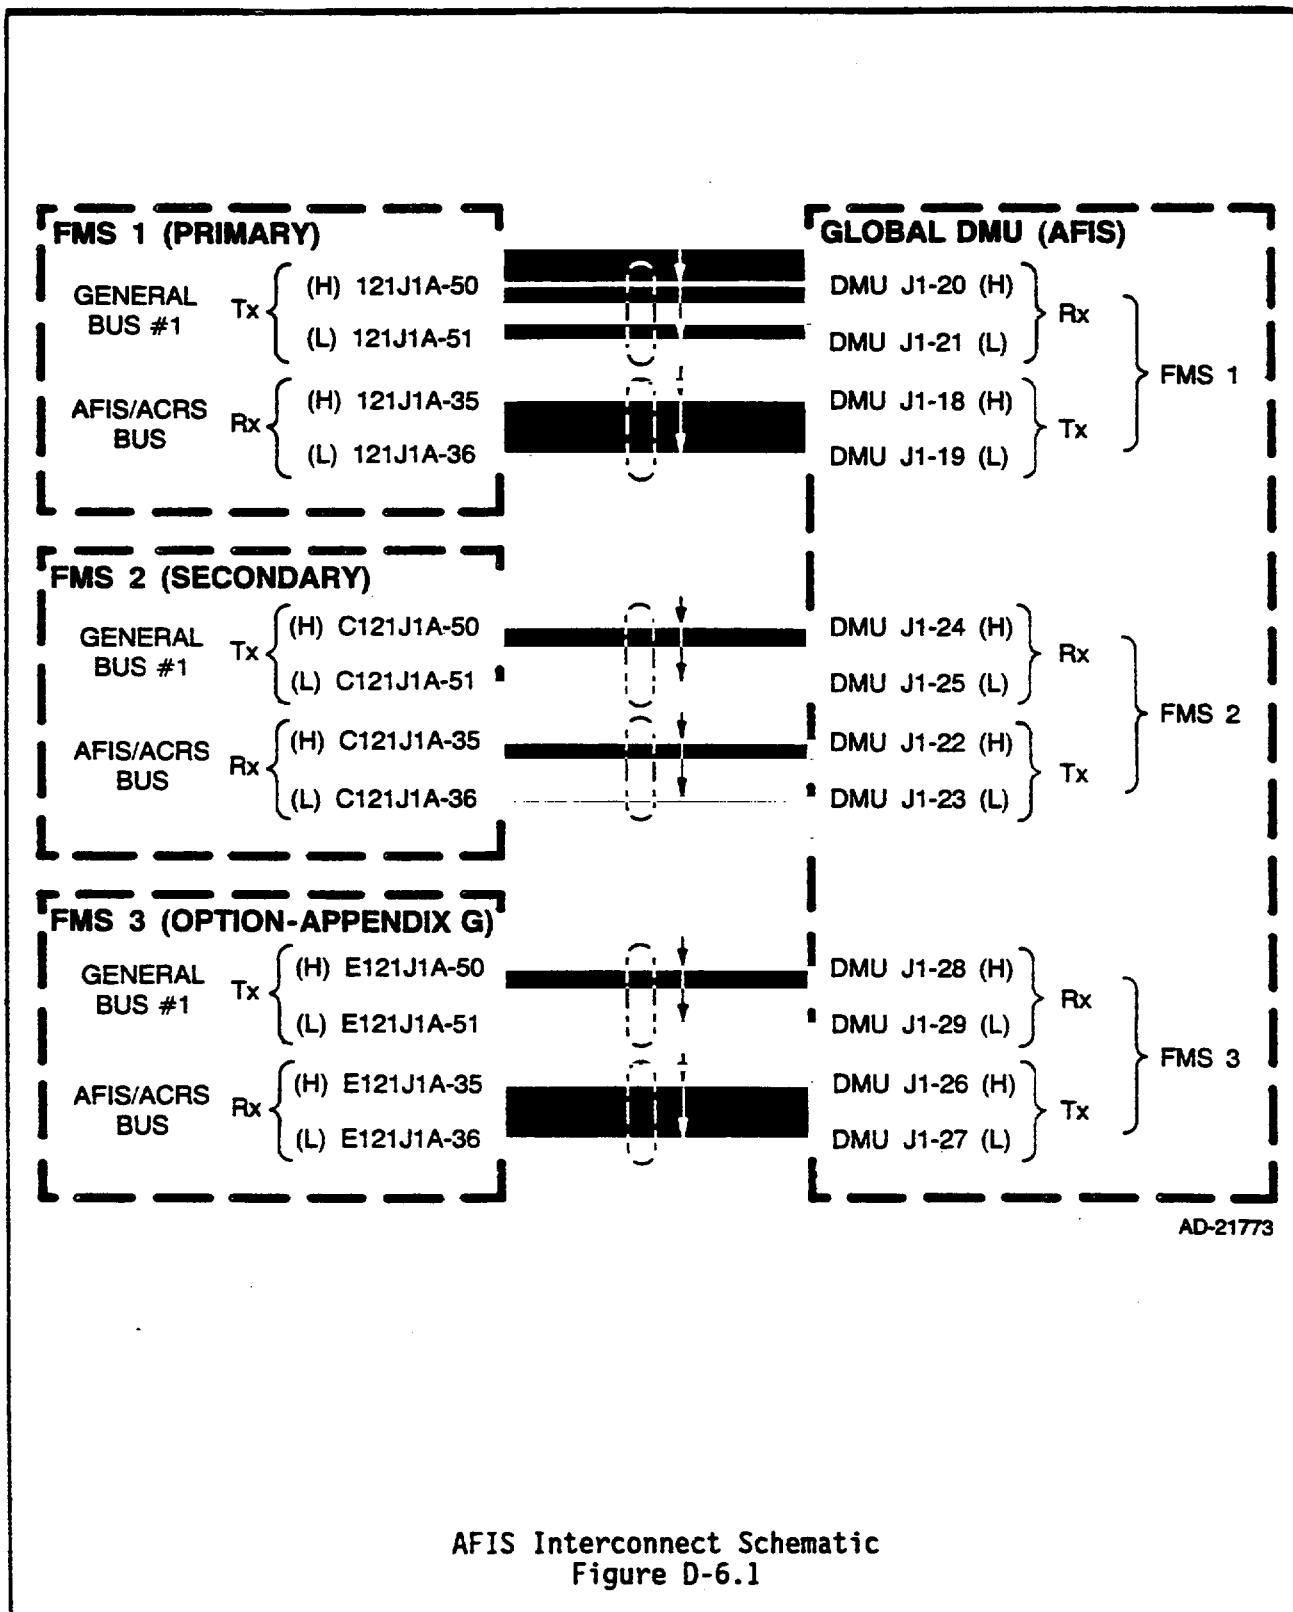 FMS 1 (PRIMARY)
GENERAL
BUS #1
Tx
(H) 121J1A-50
(L) 121J1A-51
AFIS/ACRS
BUS
Rx
(H) 121J1A-35
(L) 121J1A-36
FMS 2 (SECONDARY)
GENERAL
BUS #1
Tx
(H) C121J1A-50
(L) C121J1A-51
AFIS/ACRS
BUS
Rx
(H) C121J1A-35
(L) C121J1A-36
FMS 3 (OPTION-APPENDIX G)
GENERAL
BUS #1
Tx
(H) E121J1A-50
(L) E121J1A-51
AFIS/ACRS
BUS
Rx
(H) E121J1A-35
(L) E121J1A-36
GLOBAL DMU (AFIS)
DMU J1-20 (H)
DMU J1-21 (L)
Rx
DMU J1-18 (H)
DMU J1-19 (L)
Tx
FMS 1
DMU J1-24 (H)
DMU J1-25 (L)
Rx
DMU J1-22 (H)
DMU J1-23 (L)
Tx
FMS 2
DMU J1-28 (H)
DMU J1-29 (L)
Rx
DMU J1-26 (H)
DMU J1-27 (L)
Tx
FMS 3
AD-21773
AFIS Interconnect Schematic
Figure D-6.1